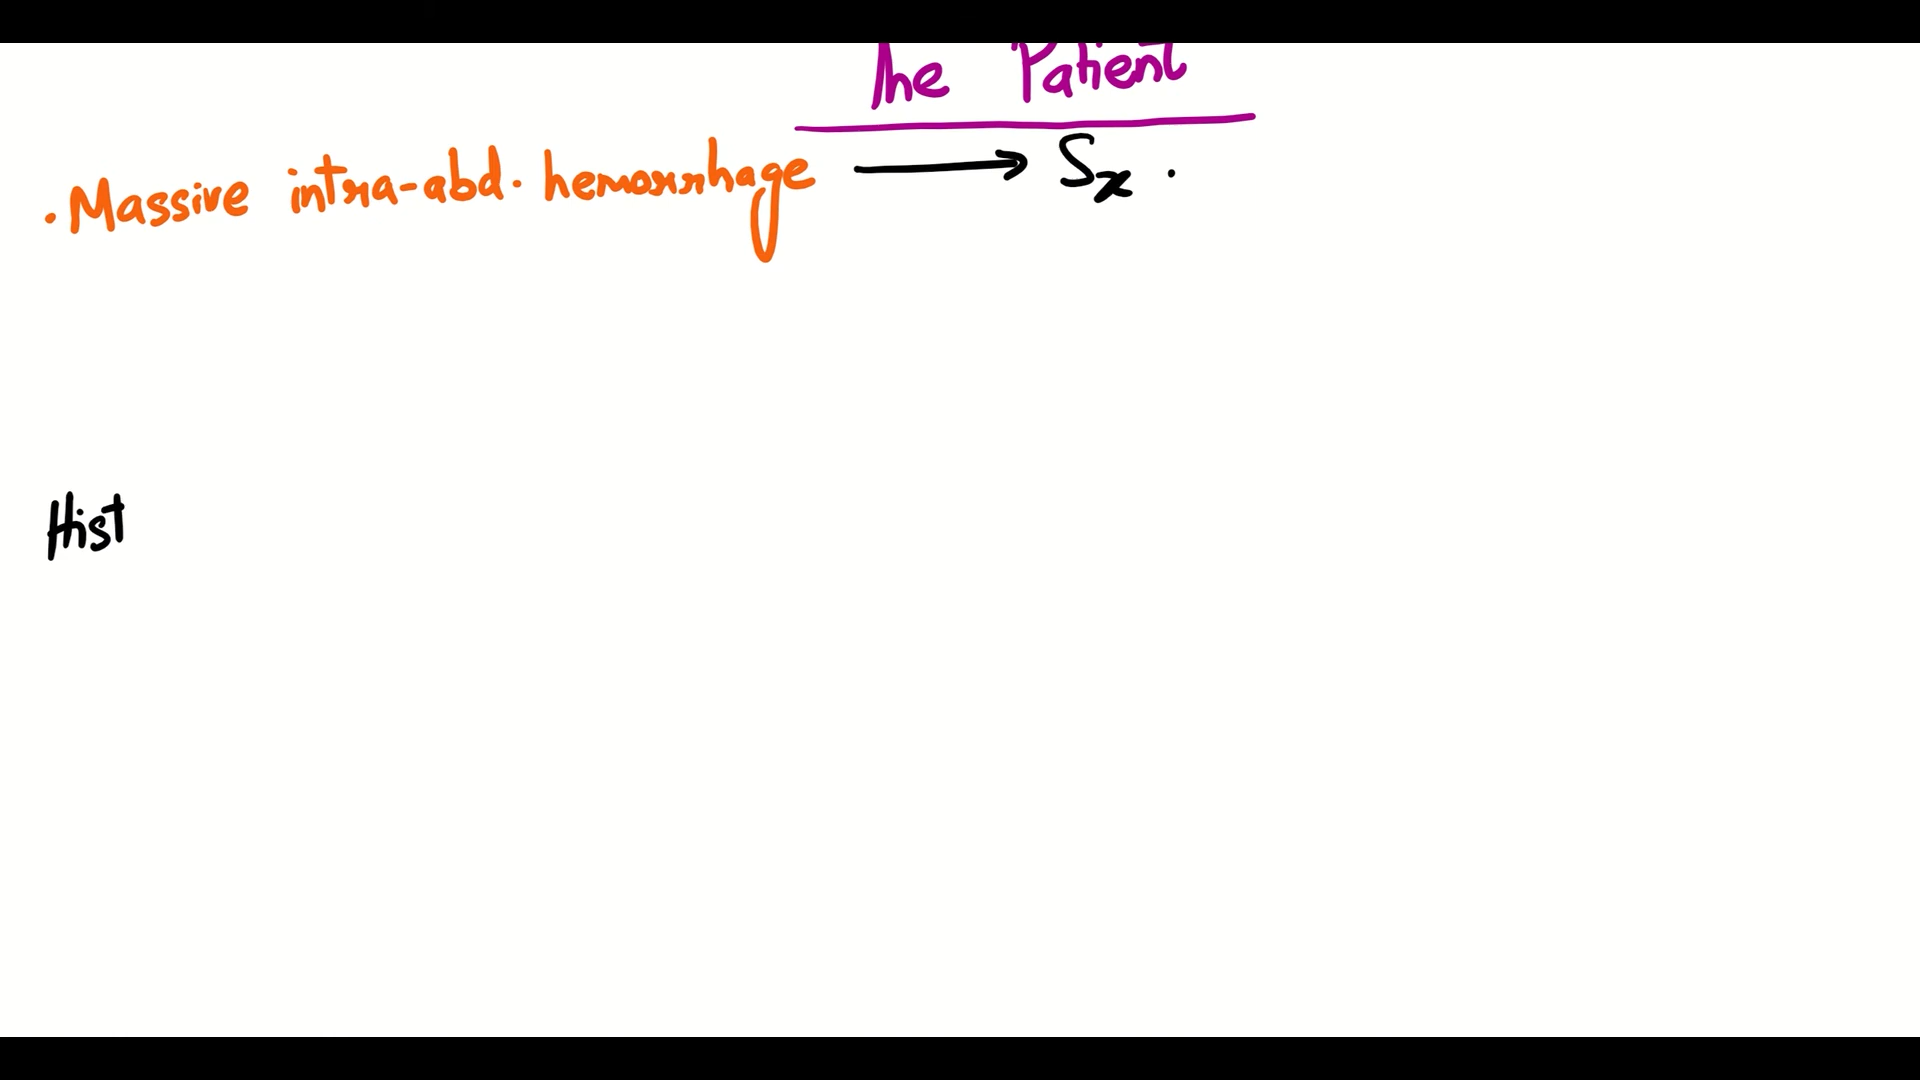 The Patient
. Massive intra-abd. hemorrhage → Sx .
Hist